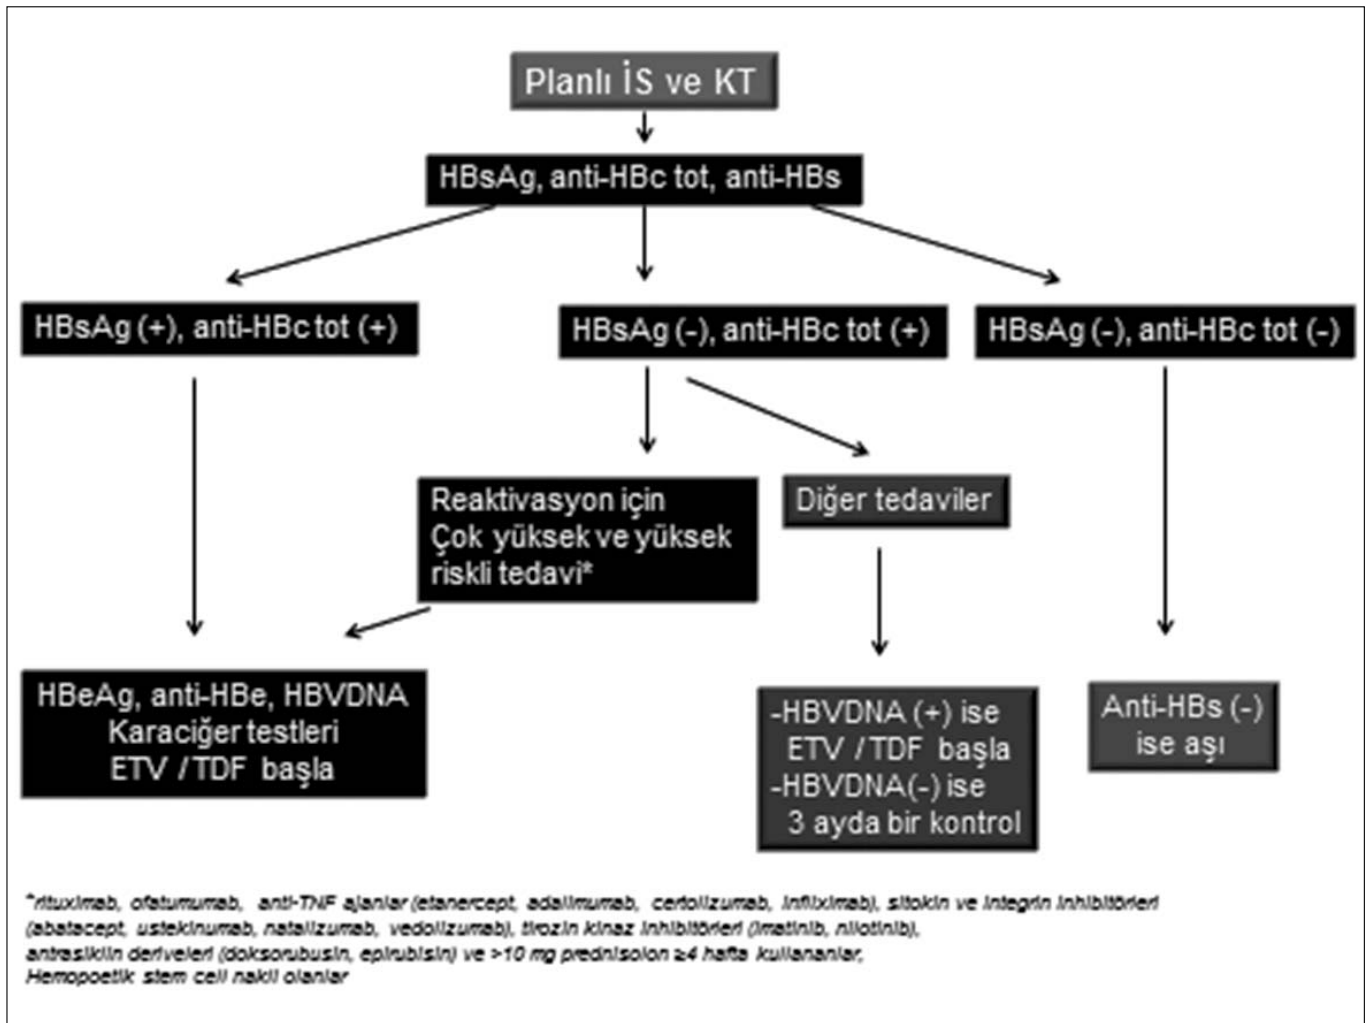 Planlı İS ve KT
HBsAg, anti-HBc tot, anti-HBs
HBsAg (+), anti-HBc tot (+)
HBsAg (-), anti-HBc tot (+)
HBsAg (-), anti-HBc tot (-)
Reaktivasyon için
Çok yüksek ve yüksek
riskli tedavi*
Diğer tedaviler
HBeAg, anti-HBe, HBVDNA
Karaciğer testleri
ETV / TDF başla
-HBVDNA (+) ise
ETV / TDF başla
-HBVDNA(-) ise
3 ayda bir kontrol
Anti-HBs (-)
ise aşı
*rituximab, ofatumumab, anti-TNF ajanlar (etanercept, adalimumab, certolizumab, infliximab), sitokin ve integrin inhibitörleri
(abatacept, ustekinumab, natalizumab, vedolizumab), tirozin kinaz inhibitörleri (imatinib, nilotinib),
antrasiklin deriveleri (doksorubusin, epirubisin) ve >10 mg prednisolon ≥4 hafta kullananlar,
Hemopoetik stem cell nakil olanlar